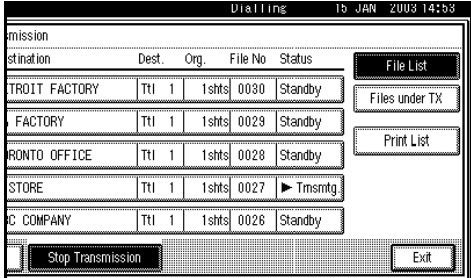 Dialling 15 JAN 2003 14:53
smission
stination Dest. Org. File No Status
File List
TROIT FACTORY Ttl 1 1shts 0030 Standby
Files under TX
FACTORY Ttl 1 1shts 0029 Standby
Print List
RONTO OFFICE Ttl 1 1shts 0028 Standby
STORE Ttl 1 1shts 0027 ► Tmsmtg.
C COMPANY Ttl 1 1shts 0026 Standby
Stop Transmission Exit